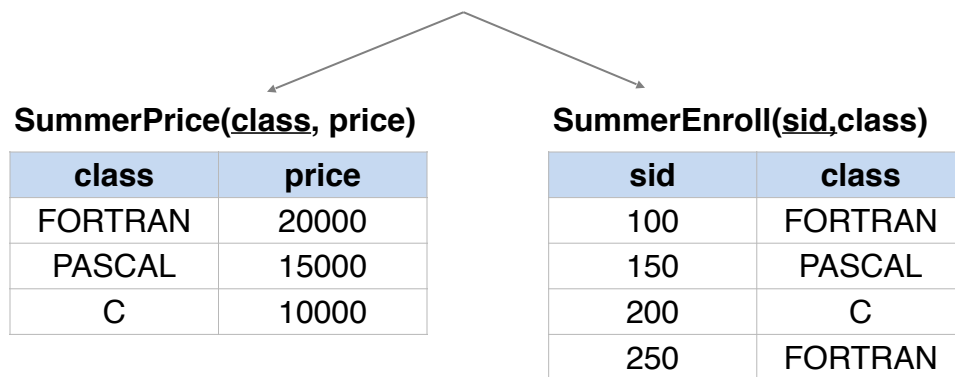 SummerPrice(class, price)
class price
FORTRAN 20000
PASCAL 15000
C 10000
SummerEnroll(sid,class)
sid class
100 FORTRAN
150 PASCAL
200 C
250 FORTRAN